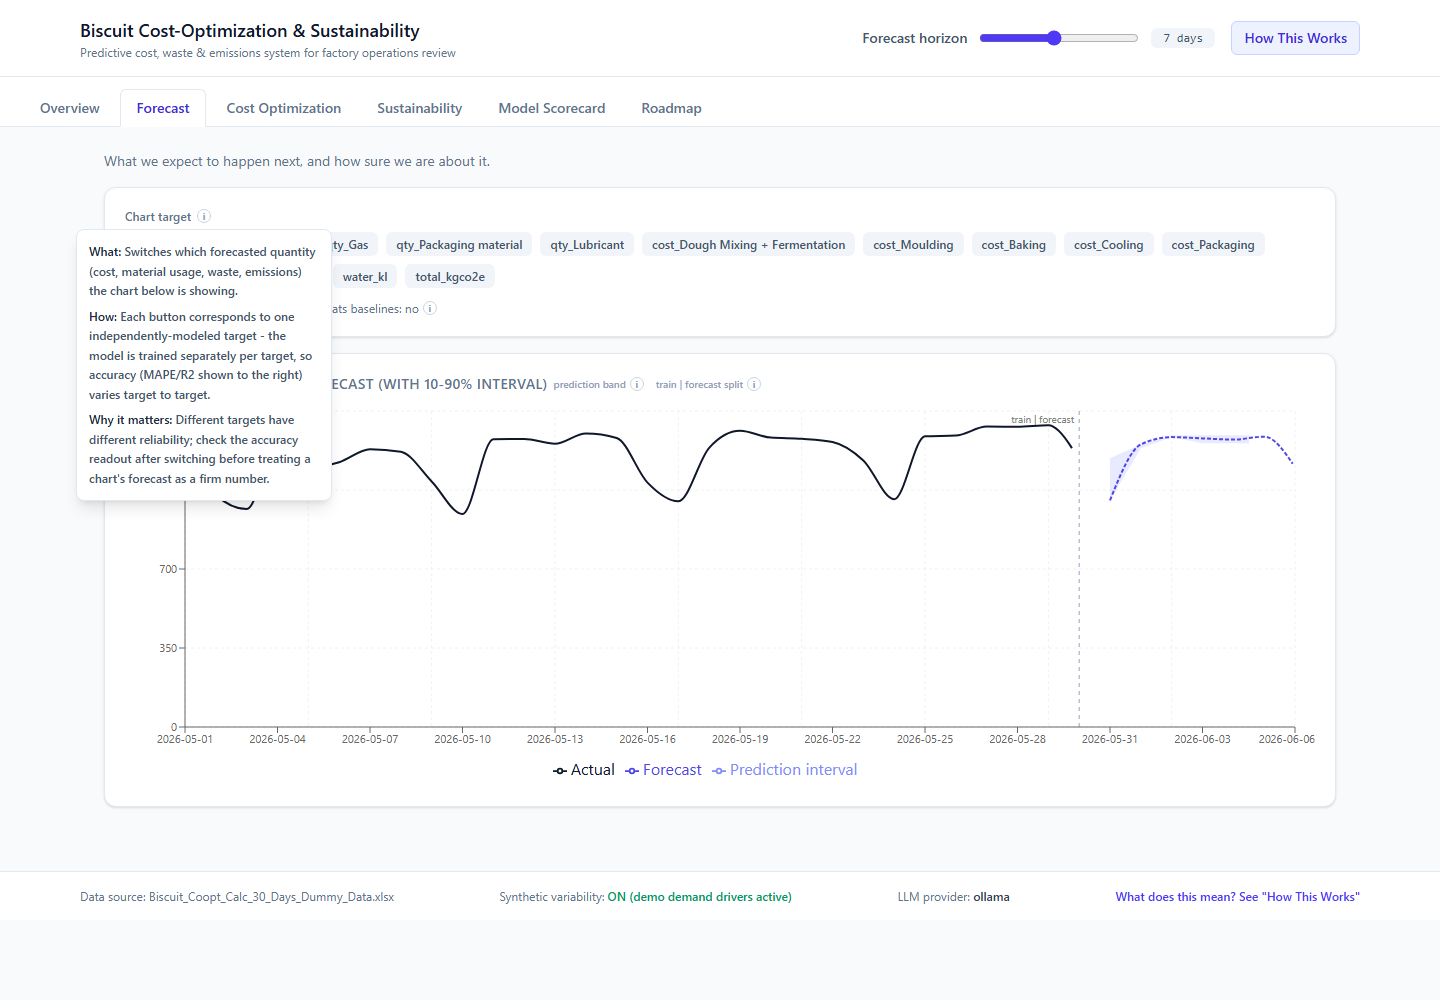 Biscuit Cost-Optimization & Sustainability
Predictive cost, waste & emissions system for factory operations review
Forecast horizon
7 days
How This Works
Overview
Forecast
Cost Optimization
Sustainability
Model Scorecard
Roadmap
What we expect to happen next, and how sure we are about it.
Chart target
ty_Gas
qty_Packaging material
qty_Lubricant
cost_Dough Mixing + Fermentation
cost_Moulding
cost_Baking
cost_Cooling
cost_Packaging
water_kl
total_kgco2e
ats baselines: no
What: Switches which forecasted quantity
(cost, material usage, waste, emissions)
the chart below is showing.
How: Each button corresponds to one
independently-modeled target - the
model is trained separately per target, so
accuracy (MAPE/R2 shown to the right)
varies target to target.
Why it matters: Different targets have
different reliability; check the accuracy
readout after switching before treating a
chart's forecast as a firm number.
ECAST (WITH 10-90% INTERVAL)
prediction band
train | forecast split
train | forecast
700
350
0
2026-05-01
2026-05-04
2026-05-07
2026-05-10
2026-05-13
2026-05-16
2026-05-19
2026-05-22
2026-05-25
2026-05-28
2026-05-31
2026-06-03
2026-06-06
Actual
Forecast
Prediction interval
Data source: Biscuit_Coopt_Calc_30_Days_Dummy_Data.xlsx
Synthetic variability: ON (demo demand drivers active)
LLM provider: ollama
What does this mean? See "How This Works"